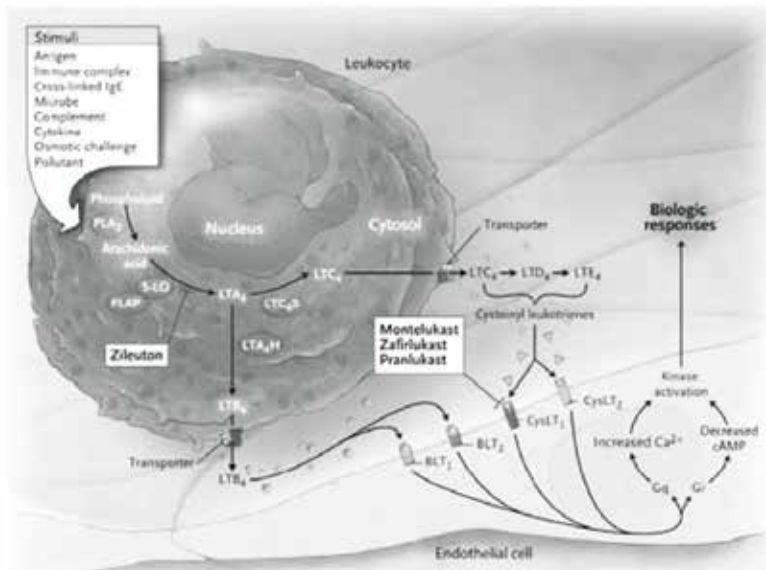 Stimuli
Antigen
Immune complex
Cross-linked IgE
Microbe
Complement
Cytokine
Osmotic challenge
Pollutant
Leukocyte
Phospholipid
PLA₂
Arachidonic
acid
Nucleus
Cytosol
Transporter
Biologic
responses
5-LO
FLAP
LTA₄
LTC₄S
LTC₄
LTC₄
LTD₄
LTE₄
Cysteinyl leukotrienes
Zileuton
LTA₄H
Montelukast
Zafirlukast
Pranlukast
Kinase
activation
LTB₄
CysLT₁
CysLT₂
Increased Ca²⁺
Decreased
cAMP
Transporter
LTB₄
BLT₁
BLT₂
Gq
Gi
Endothelial cell